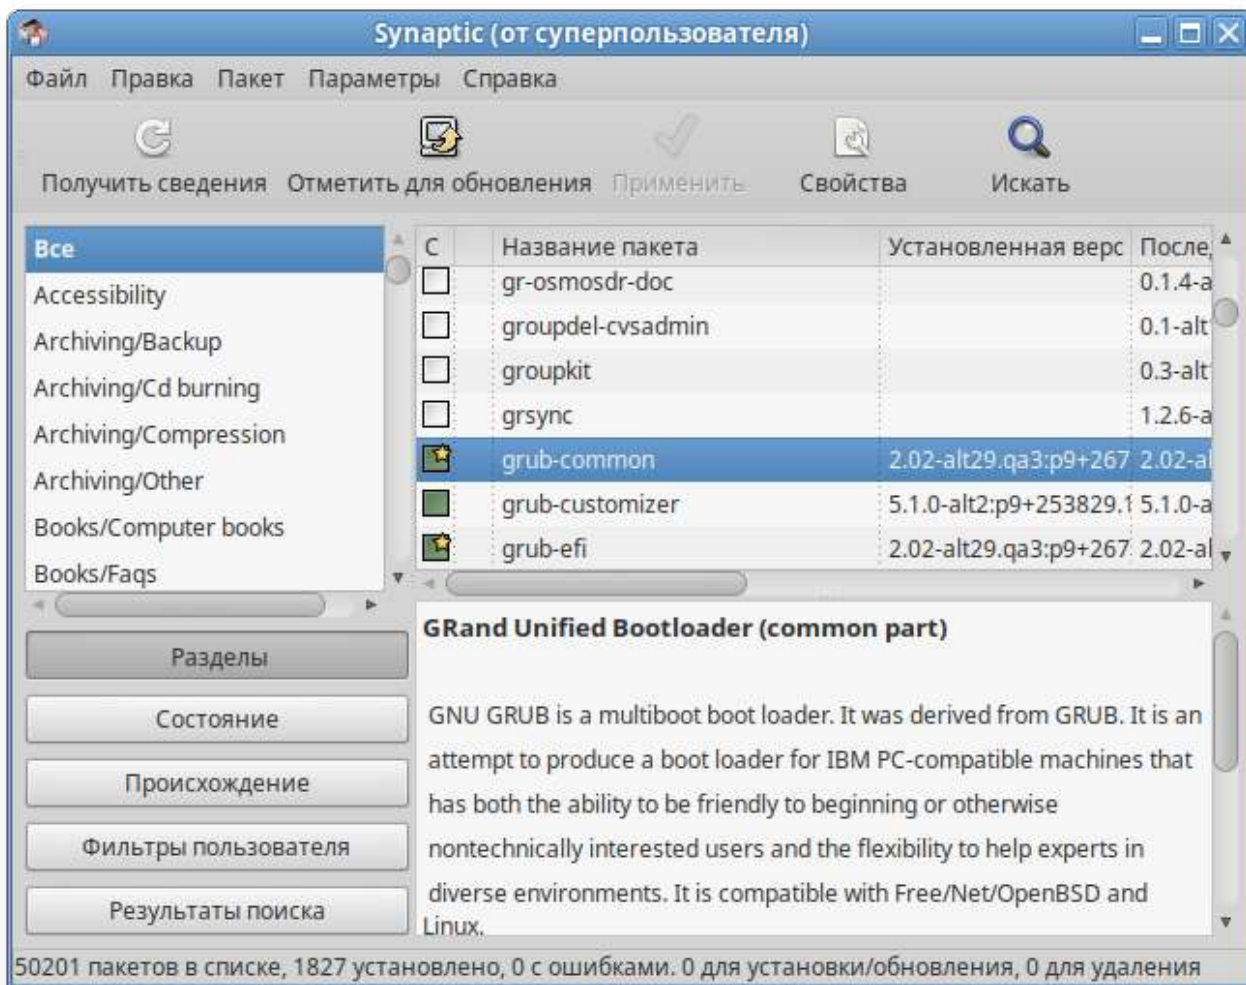 Synaptic (от суперпользователя)
Файл Правка Пакет Параметры Справка
Получить сведения Отметить для обновления Применить Свойства Искать
Все
Accessibility
Archiving/Backup
Archiving/Cd burning
Archiving/Compression
Archiving/Other
Books/Computer books
Books/Faqs
С Название пакета Установленная верс После
gr-osmosdr-doc 0.1.4-a
groupdel-cvsadmin 0.1-alt
groupkit 0.3-alt
grsync 1.2.6-a
grub-common 2.02-alt29.qa3:p9+267 2.02-al
grub-customizer 5.1.0-alt2:p9+253829.1 5.1.0-a
grub-efi 2.02-alt29.qa3:p9+267 2.02-al
Разделы
Состояние
Происхождение
Фильтры пользователя
Результаты поиска
GRand Unified Bootloader (common part)
GNU GRUB is a multiboot boot loader. It was derived from GRUB. It is an
attempt to produce a boot loader for IBM PC-compatible machines that
has both the ability to be friendly to beginning or otherwise
nontechnically interested users and the flexibility to help experts in
diverse environments. It is compatible with Free/Net/OpenBSD and
Linux.
50201 пакетов в списке, 1827 установлено, 0 с ошибками. 0 для установки/обновления, 0 для удаления